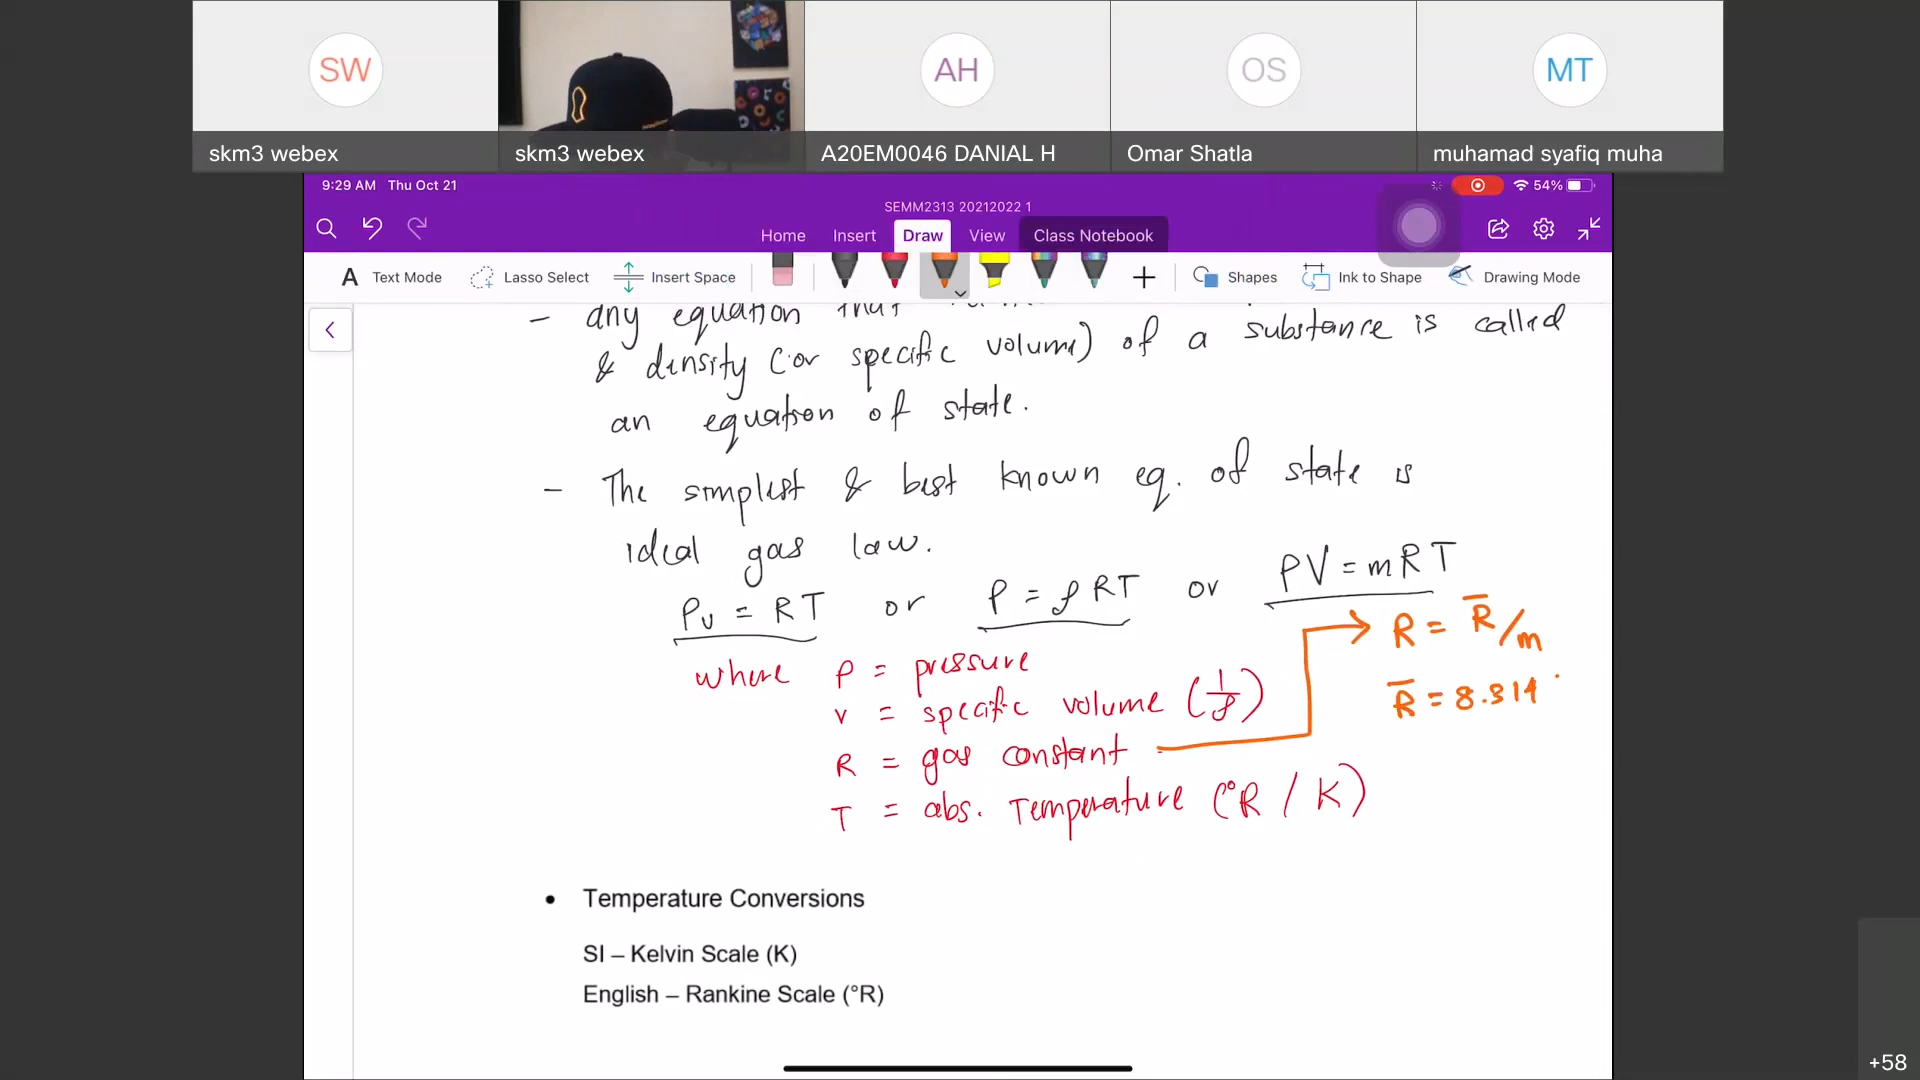 SW
AH
OS
MT
skm3 webex
skm3 webex
A20EM0046 DANIAL H
Omar Shatla
muhamad syafiq muha
9:29 AM Thu Oct 21
54%
SEMM2313 20212022 1
Home Insert Draw View Class Notebook
A Text Mode Lasso Select Insert Space Shapes Ink to Shape Drawing Mode
- any equation that
& density (or specific volume) of a substance is called
an equation of state.
- The simplest & best known eq. of state is
ideal gas law.
Pv = RT or P = ρRT or PV = mRT
where P = pressure
v = specific volume (1/ρ)
R = gas constant
T = abs. Temperature (°R / K)
R = R̅/m
R̅ = 8.314
• Temperature Conversions
SI – Kelvin Scale (K)
English – Rankine Scale (°R)
+58